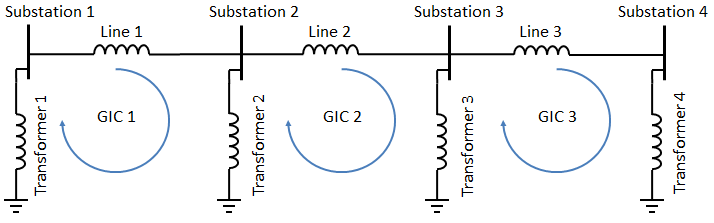 Substation 1
Substation 2
Substation 3
Substation 4
Line 1
Line 2
Line 3
Transformer 1
GIC 1
Transformer 2
GIC 2
Transformer 3
GIC 3
Transformer 4